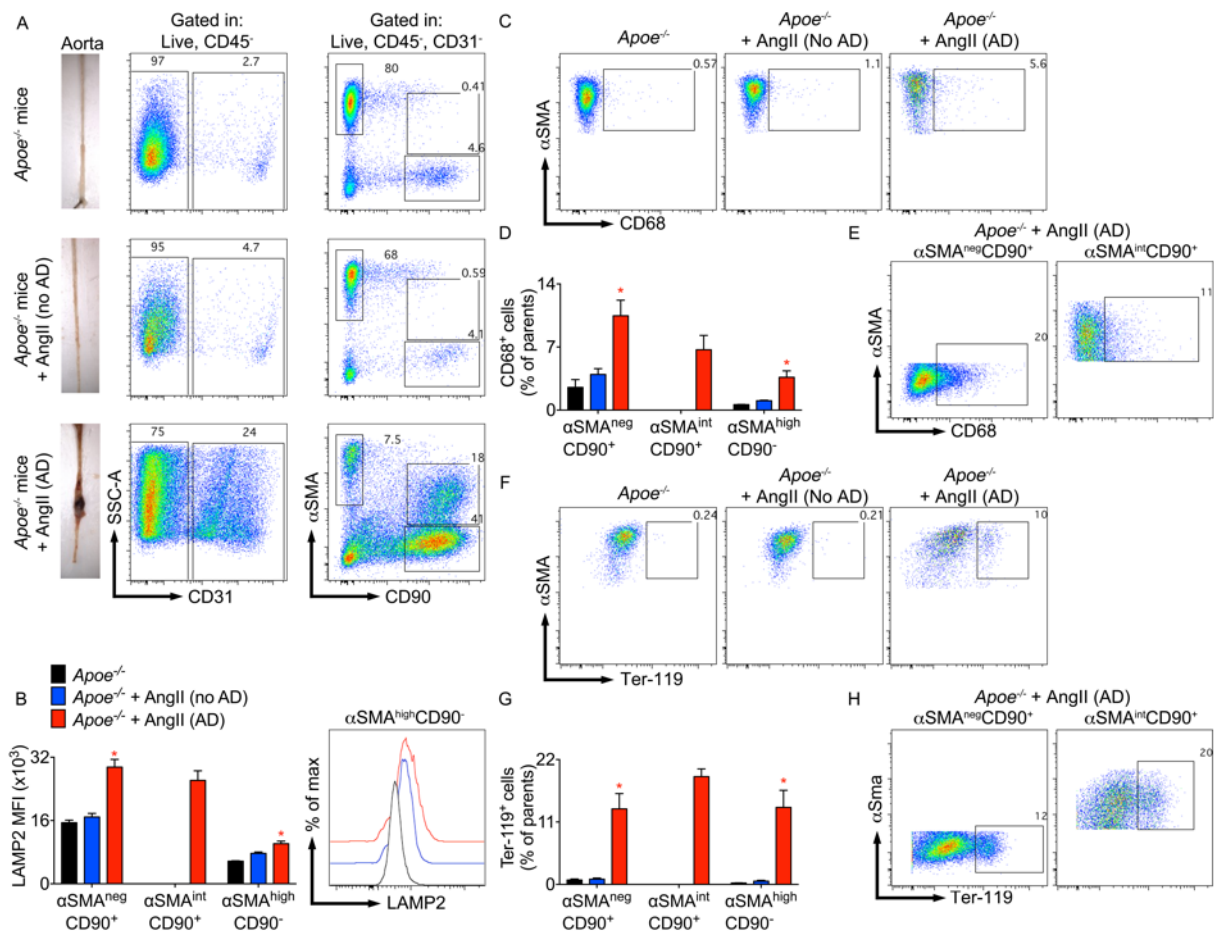 A
Aorta
Gated in:
Live, CD45-
Gated in:
Live, CD45-, CD31-
Apoe-/- mice
97
2.7
80
0.41
4.6
Apoe-/- mice
+ AngII (no AD)
95
4.7
68
0.59
4.1
Apoe-/- mice
+ AngII (AD)
75
24
7.5
18
41
SSC-A
CD31
αSMA
CD90
B
Apoe-/-
Apoe-/- + AngII (no AD)
Apoe-/- + AngII (AD)
LAMP2 MFI (x10³)
32
16
0
*
*
αSMAneg
CD90+
αSMAint
CD90+
αSMAhigh
CD90-
αSMAhighCD90-
% of max
LAMP2
C
Apoe-/-
Apoe-/-
+ AngII (No AD)
Apoe-/-
+ AngII (AD)
0.57
1.1
5.6
αSMA
CD68
D
CD68+ cells
(% of parents)
14
7
0
*
*
αSMAneg
CD90+
αSMAint
CD90+
αSMAhigh
CD90-
E
Apoe-/- + AngII (AD)
αSMAnegCD90+
αSMAintCD90+
20
11
αSMA
CD68
F
Apoe-/-
Apoe-/-
+ AngII (No AD)
Apoe-/-
+ AngII (AD)
0.24
0.21
10
αSMA
Ter-119
G
Ter-119+ cells
(% of parents)
22
11
0
*
*
αSMAneg
CD90+
αSMAint
CD90+
αSMAhigh
CD90-
H
Apoe-/- + AngII (AD)
αSMAnegCD90+
αSMAintCD90+
12
20
αSma
Ter-119